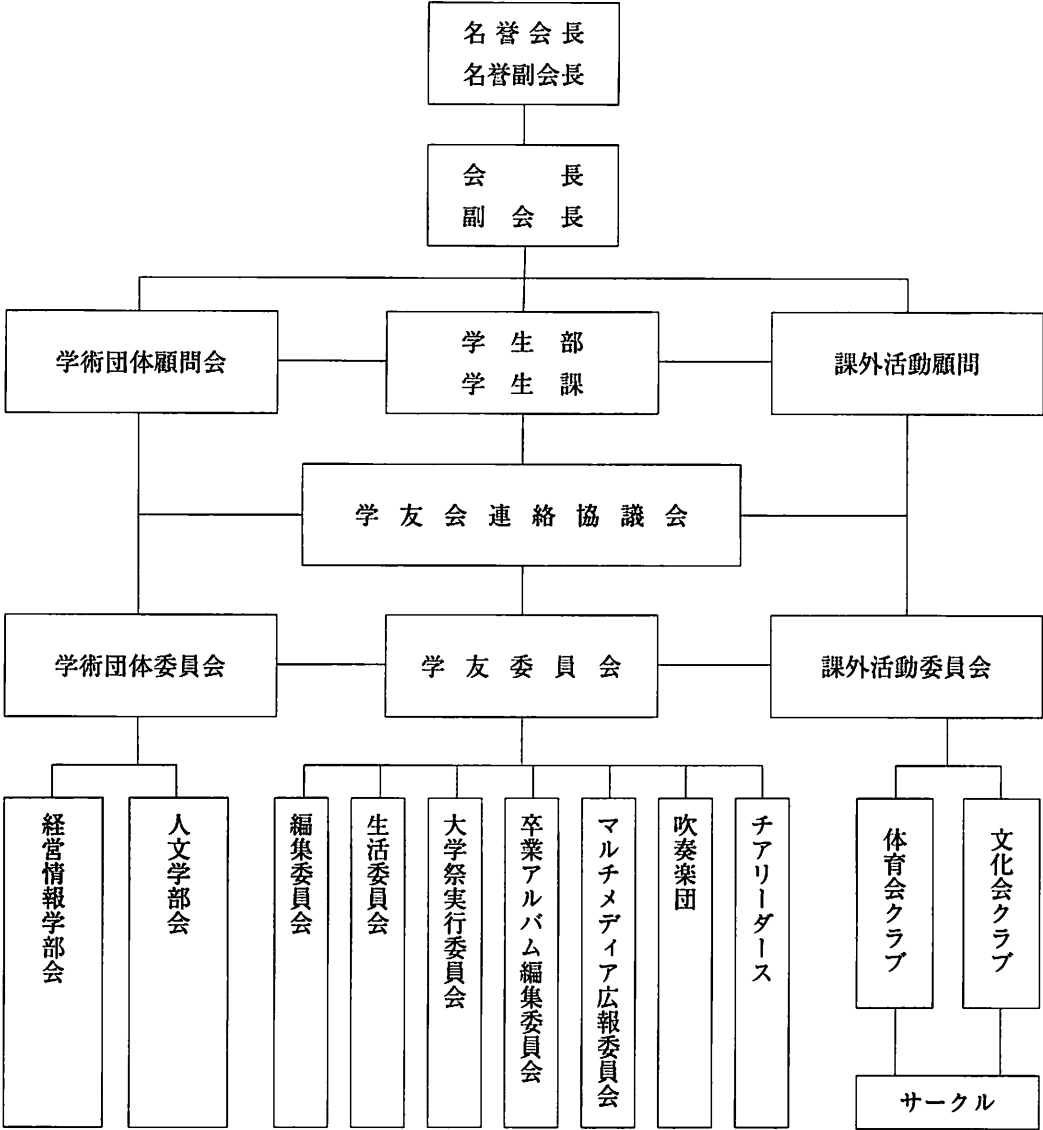 名誉会長
名誉副会長
会長
副会長
学術団体顧問会
学生部
学生課
課外活動顧問
学友会連絡協議会
学術団体委員会
学友委員会
課外活動委員会
経営情報学部会
人文学部会
編集委員会
生活委員会
大学祭実行委員会
卒業アルバム編集委員会
マルチメディア広報委員会
吹奏楽団
チアリーダース
体育会クラブ
文化会クラブ
サークル